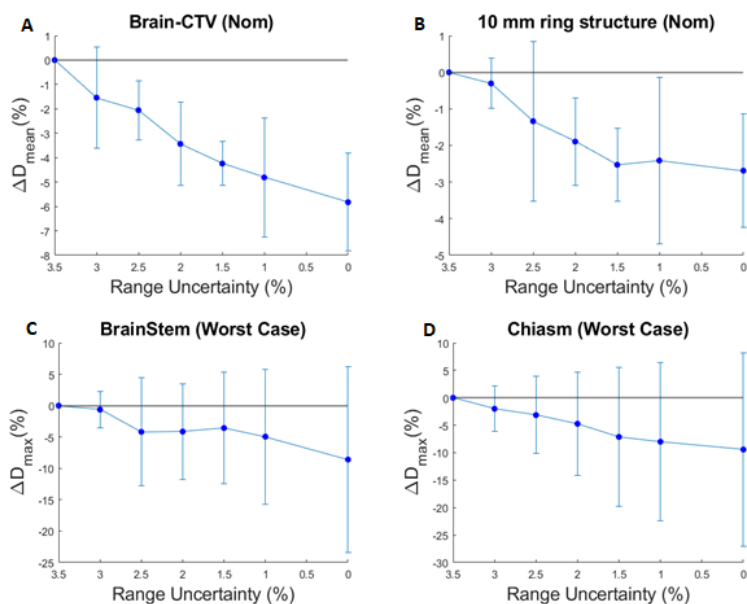 A
Brain-CTV (Nom)
1
0
-1
-2
-3
-4
-5
-6
-7
-8
ΔDmean(%)
3.5 3 2.5 2 1.5 1 0.5 0
Range Uncertainty (%)
B
10 mm ring structure (Nom)
1
0
-1
-2
-3
-4
-5
ΔDmean(%)
3.5 3 2.5 2 1.5 1 0.5 0
Range Uncertainty (%)
C
BrainStem (Worst Case)
10
5
0
-5
-10
-15
-20
-25
ΔDmax(%)
3.5 3 2.5 2 1.5 1 0.5 0
Range Uncertainty (%)
D
Chiasm (Worst Case)
10
5
0
-5
-10
-15
-20
-25
-30
ΔDmax(%)
3.5 3 2.5 2 1.5 1 0.5 0
Range Uncertainty (%)